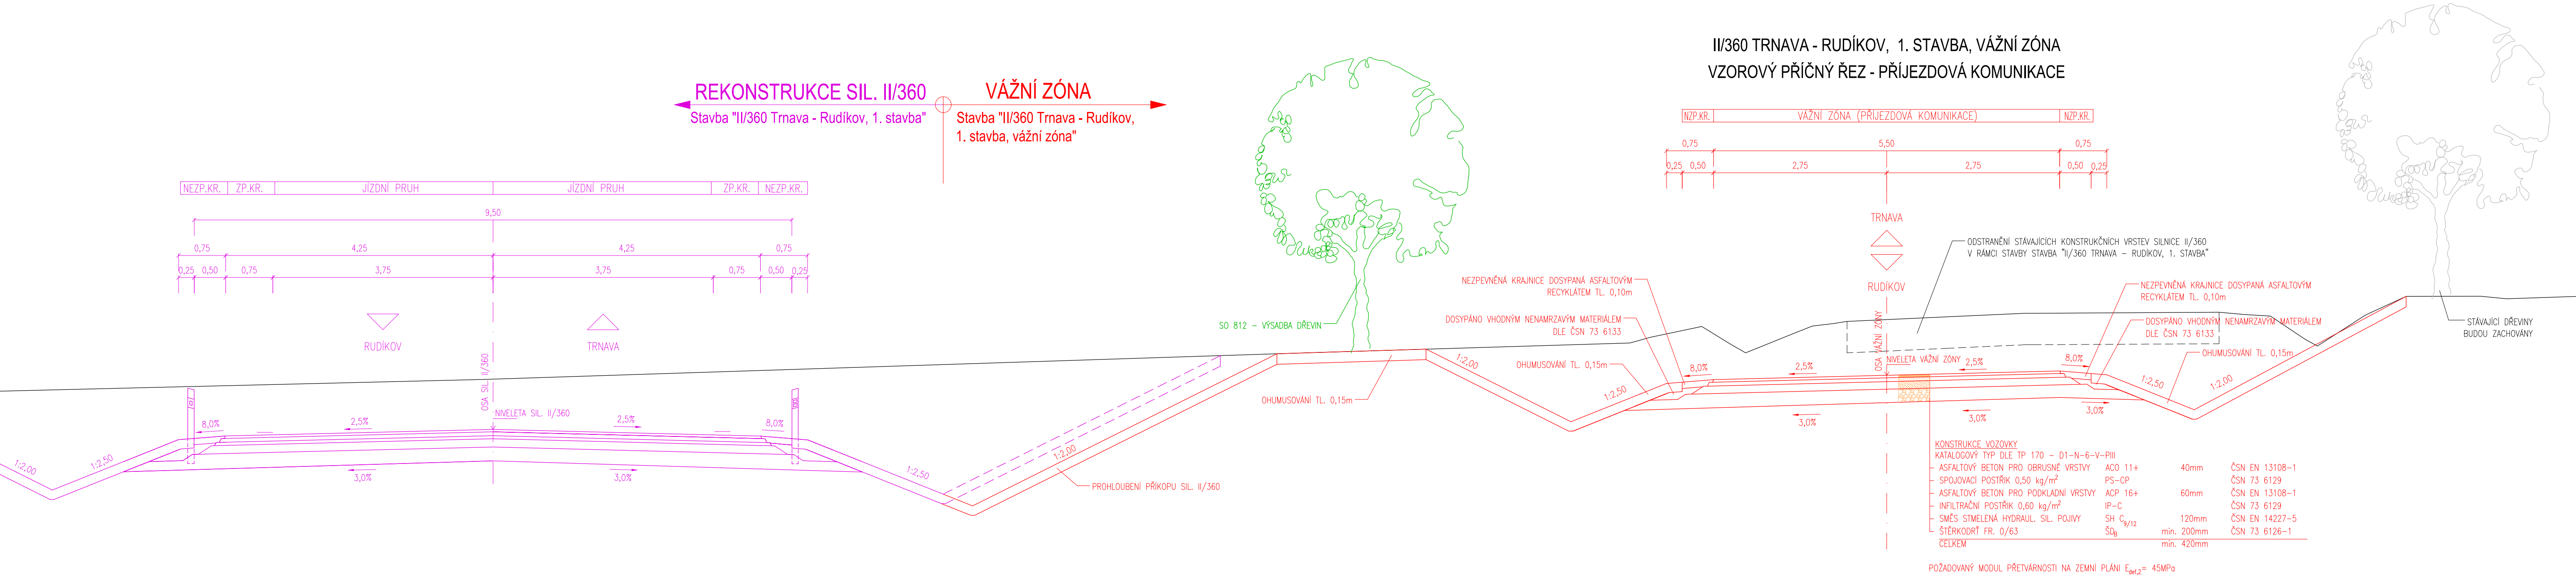 II/360 TRNAVA - RUDÍKOV, 1. STAVBA, VÁŽNÍ ZÓNA
VZOROVÝ PŘÍČNÝ ŘEZ - PŘÍJEZDOVÁ KOMUNIKACE
REKONSTRUKCE SIL. II/360
Stavba "II/360 Trnava - Rudíkov, 1. stavba"
VÁŽNÍ ZÓNA
Stavba "II/360 Trnava - Rudíkov,
1. stavba, vážní zóna"
NEZP.KR. ZP.KR. JÍZDNÍ PRUH JÍZDNÍ PRUH ZP.KR. NEZP.KR.
9,50
0,75 4,25 4,25 0,75
0,25 0,50 0,75 3,75 3,75 0,75 0,50 0,25
RUDÍKOV
TRNAVA
OSA SIL. II/360
NIVELETA SIL. II/360
8,0% 2,5% 2,5% 8,0%
1:2,00 1:2,50 3,0% 3,0% 1:2,50
1:2,00
PROHLOUBENÍ PŘÍKOPU SIL. II/360
SO 812 – VÝSADBA DŘEVIN
OHUMUSOVÁNÍ TL. 0,15m
NZP.KR. VÁŽNÍ ZÓNA (PŘÍJEZDOVÁ KOMUNIKACE) NZP.KR.
0,75 5,50 0,75
0,25 0,50 2,75 2,75 0,50 0,25
TRNAVA
RUDÍKOV
OSA VÁŽNÍ ZÓNY
NIVELETA VÁŽNÍ ZÓNY
ODSTRANĚNÍ STÁVAJÍCÍCH KONSTRUKČNÍCH VRSTEV SILNICE II/360
V RÁMCI STAVBY STAVBA "II/360 TRNAVA – RUDÍKOV, 1. STAVBA"
NEZPEVNĚNÁ KRAJNICE DOSYPANÁ ASFALTOVÝM
RECYKLÁTEM TL. 0,10m
DOSYPÁNO VHODNÝM NENAMRZAVÝM MATERIÁLEM
DLE ČSN 73 6133
OHUMUSOVÁNÍ TL. 0,15m
1:2,00
1:2,50
8,0% 2,5% 2,5% 8,0%
3,0% 3,0% 3,0%
NEZPEVNĚNÁ KRAJNICE DOSYPANÁ ASFALTOVÝM
RECYKLÁTEM TL. 0,10m
DOSYPÁNO VHODNÝM NENAMRZAVÝM MATERIÁLEM
DLE ČSN 73 6133
OHUMUSOVÁNÍ TL. 0,15m
1:2,50
1:2,00
STÁVAJÍCÍ DŘEVINY
BUDOU ZACHOVÁNY
KONSTRUKCE VOZOVKY
KATALOGOVÝ TYP DLE TP 170 – D1-N-6-V-PIII
– ASFALTOVÝ BETON PRO OBRUSNÉ VRSTVY ACO 11+ 40mm ČSN EN 13108-1
– SPOJOVACÍ POSTŘIK 0,50 kg/m² PS-CP ČSN 73 6129
– ASFALTOVÝ BETON PRO PODKLADNÍ VRSTVY ACP 16+ 60mm ČSN EN 13108-1
– INFILTRAČNÍ POSTŘIK 0,60 kg/m² IP-C ČSN 73 6129
– SMĚS STMELENÁ HYDRAUL. SIL. POJIVY SH C9/12 120mm ČSN EN 14227-5
– ŠTĚRKODRŤ FR. 0/63 ŠDB min. 200mm ČSN 73 6126-1
CELKEM min. 420mm
POŽADOVANÝ MODUL PŘETVÁRNOSTI NA ZEMNÍ PLÁNI Edef,2= 45MPa